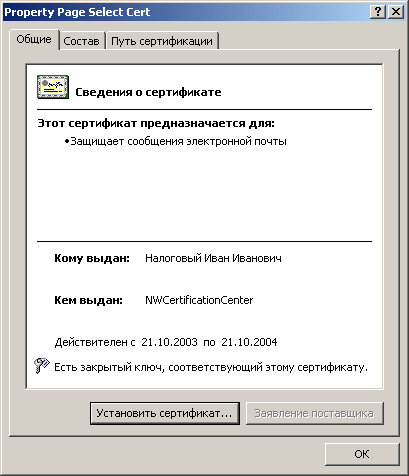 Property Page Select Cert
Общие Состав Путь сертификации
Сведения о сертификате
Этот сертификат предназначается для:
•Защищает сообщения электронной почты
Кому выдан: Налоговый Иван Иванович
Кем выдан: NWCertificationCenter
Действителен с 21.10.2003 по 21.10.2004
Есть закрытый ключ, соответствующий этому сертификату.
Установить сертификат... Заявление поставщика
OK